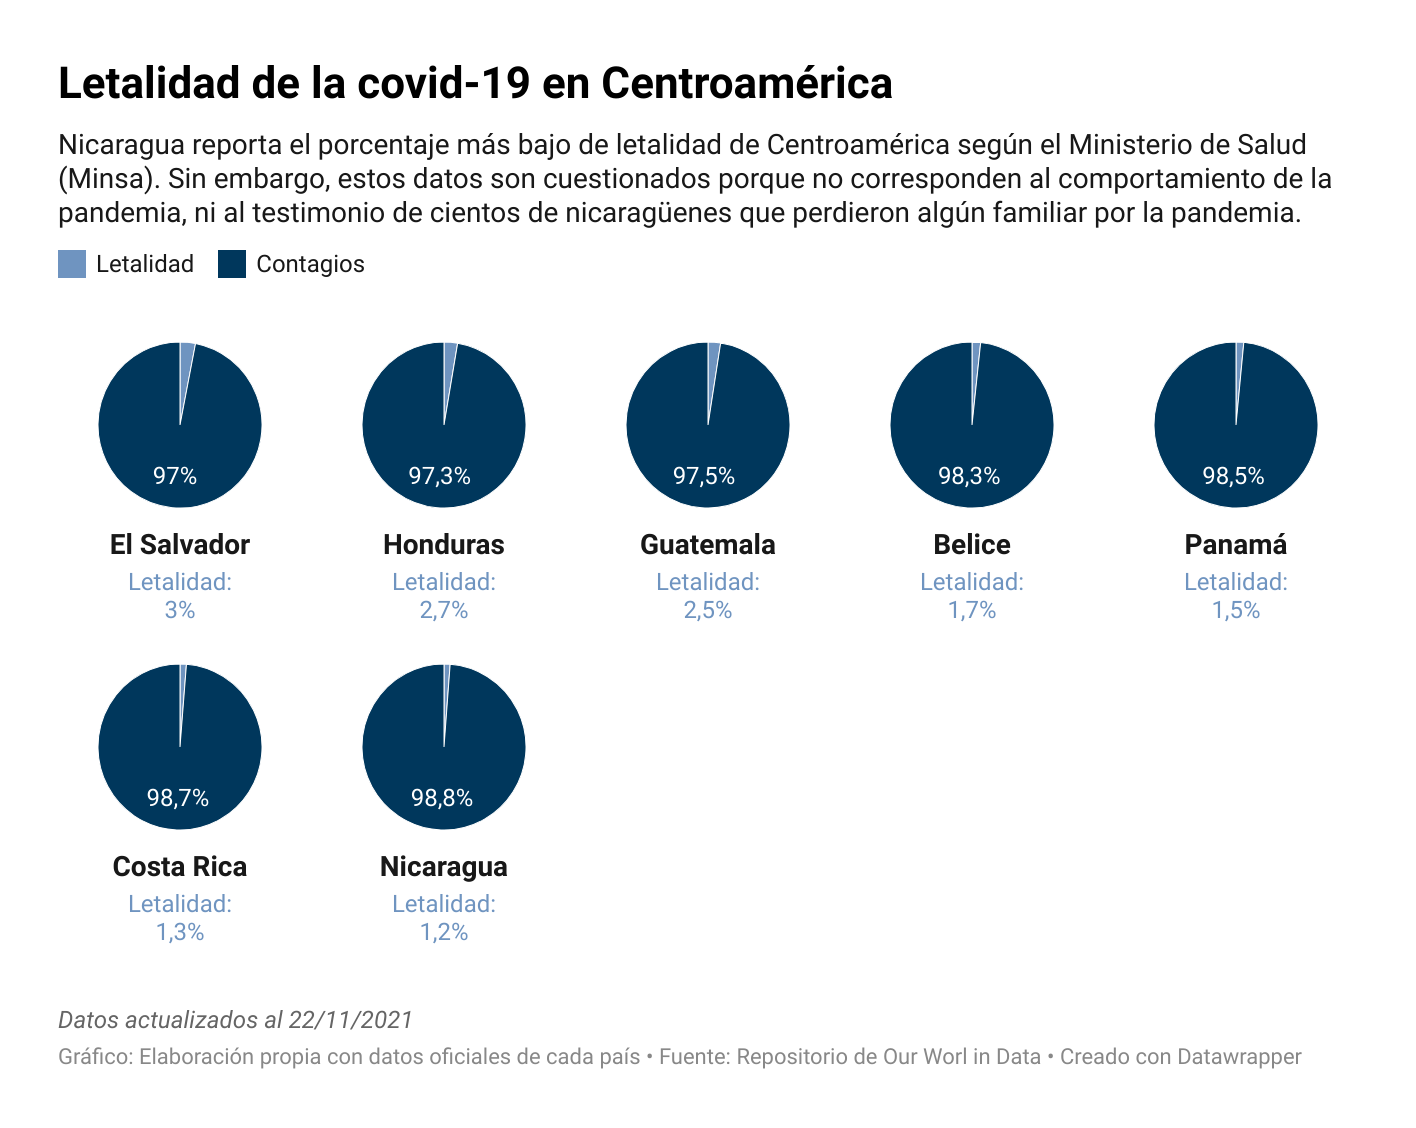 Letalidad de la covid-19 en Centroamérica
Nicaragua reporta el porcentaje más bajo de letalidad de Centroamérica según el Ministerio de Salud
(Minsa). Sin embargo, estos datos son cuestionados porque no corresponden al comportamiento de la
pandemia, ni al testimonio de cientos de nicaragüenes que perdieron algún familiar por la pandemia.
Letalidad Contagios
97% 97,3% 97,5% 98,3% 98,5%
El Salvador Honduras Guatemala Belice Panamá
Letalidad: Letalidad: Letalidad: Letalidad: Letalidad:
3% 2,7% 2,5% 1,7% 1,5%
98,7% 98,8%
Costa Rica Nicaragua
Letalidad: Letalidad:
1,3% 1,2%
Datos actualizados al 22/11/2021
Gráfico: Elaboración propia con datos oficiales de cada país • Fuente: Repositorio de Our Worl in Data • Creado con Datawrapper